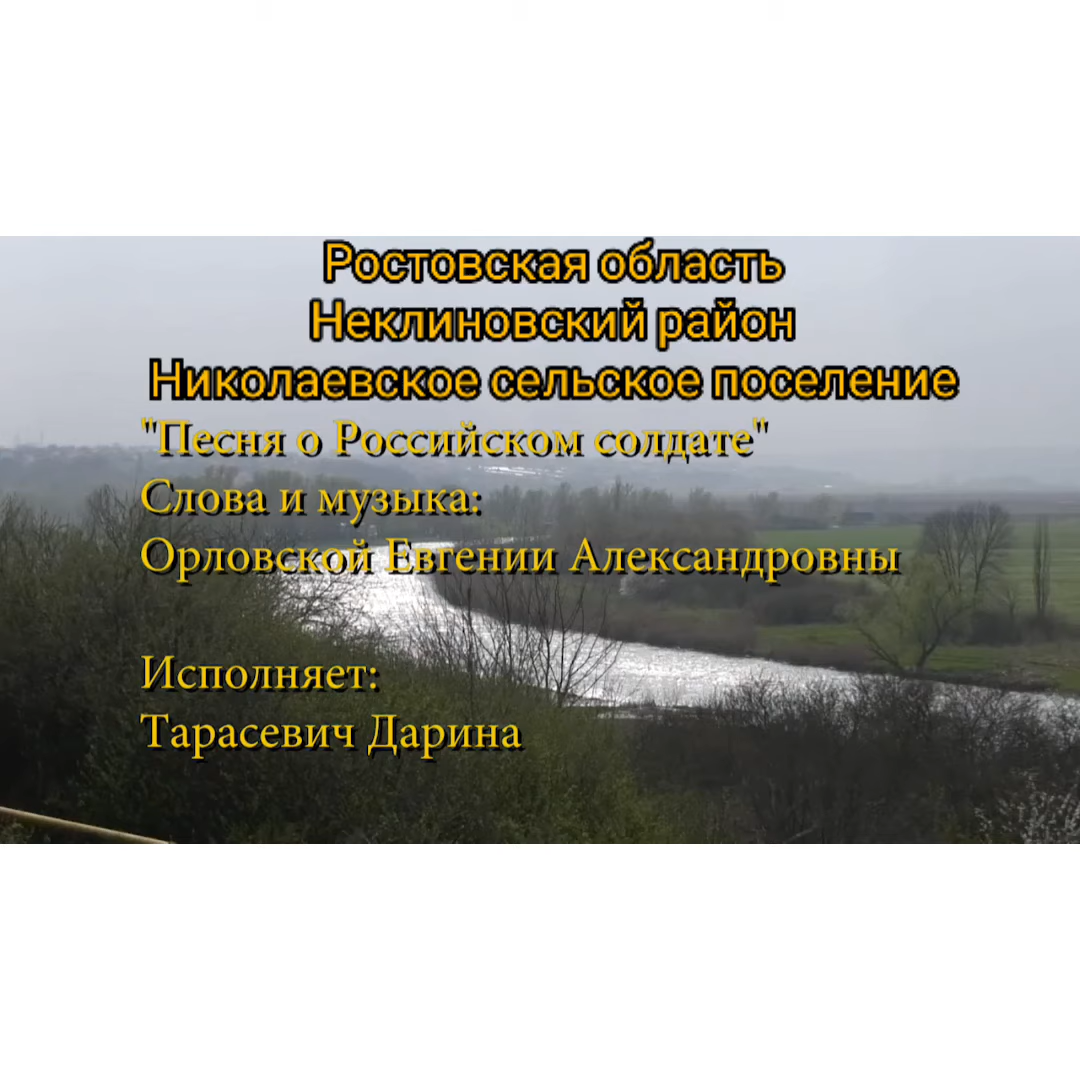 Ростовская область
Неклиновский район
Николаевское сельское поселение
"Песня о Российском солдате"
Слова и музыка:
Орловской Евгении Александровны
Исполняет:
Тарасевич Дарина